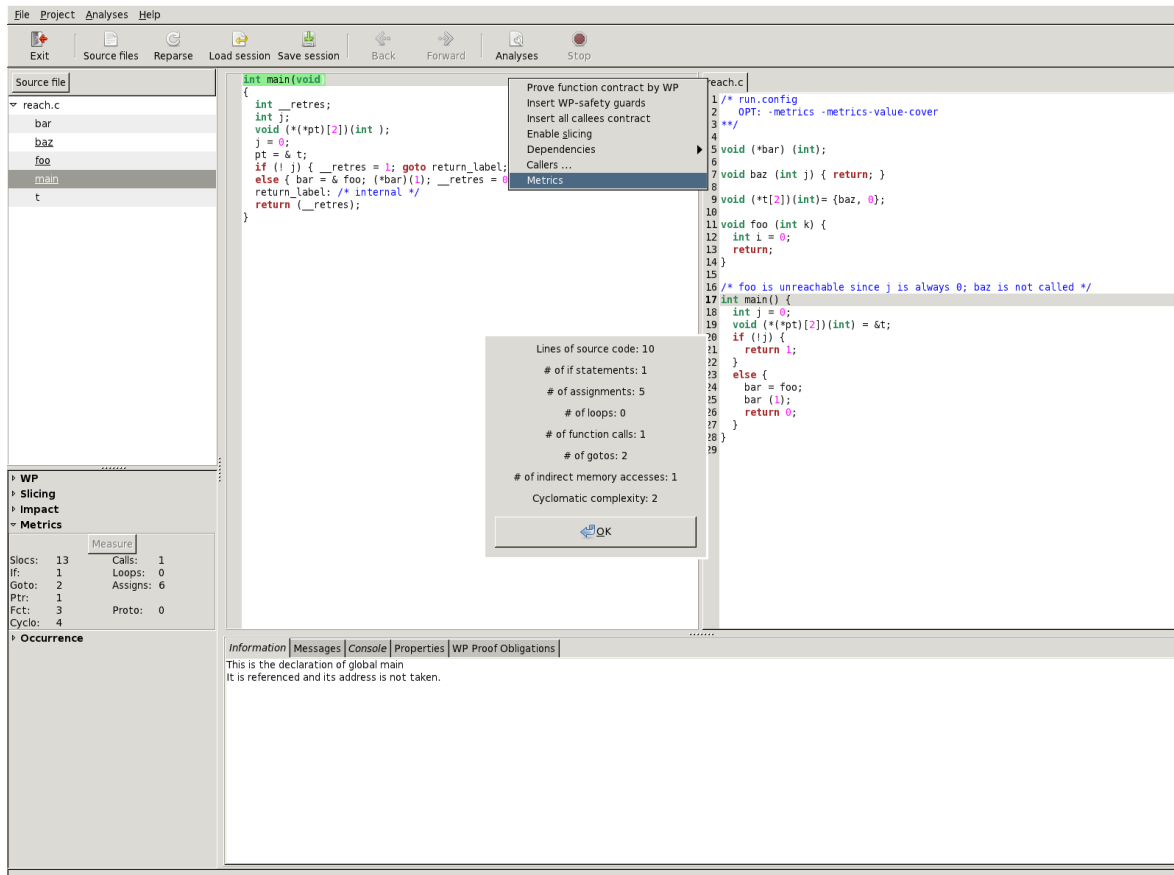 File Project Analyses Help
Exit Source files Reparse Load session Save session Back Forward Analyses Stop
Source file
reach.c
bar
baz
foo
main
t
WP
Slicing
Impact
Metrics
Measure
Slocs: 13 Calls: 1
If: 1 Loops: 0
Goto: 2 Assigns: 6
Ptr: 1
Fct: 3 Proto: 0
Cyclo: 4
Occurrence
int main(void
{
int __retres;
int j;
void (*(*pt)[2])(int );
j = 0;
pt = & t;
if (! j) { __retres = 1; goto return_label;
else { bar = & foo; (*bar)(1); __retres = 0
return_label: /* internal */
return (__retres);
}
Prove function contract by WP
Insert WP-safety guards
Insert all callees contract
Enable slicing
Dependencies
Callers ...
Metrics
Lines of source code: 10
# of if statements: 1
# of assignments: 5
# of loops: 0
# of function calls: 1
# of gotos: 2
# of indirect memory accesses: 1
Cyclomatic complexity: 2
OK
reach.c
1 /* run.config
2 OPT: -metrics -metrics-value-cover
3 **/
4
5 void (*bar) (int);
6
7 void baz (int j) { return; }
8
9 void (*t[2])(int)= {baz, 0};
10
11 void foo (int k) {
12 int i = 0;
13 return;
14 }
15
16 /* foo is unreachable since j is always 0; baz is not called */
17 int main() {
18 int j = 0;
19 void (*(*pt)[2])(int) = &t;
20 if (!j) {
21 return 1;
22 }
23 else {
24 bar = foo;
25 bar (1);
26 return 0;
27 }
28 }
29
Information Messages Console Properties WP Proof Obligations
This is the declaration of global main
It is referenced and its address is not taken.